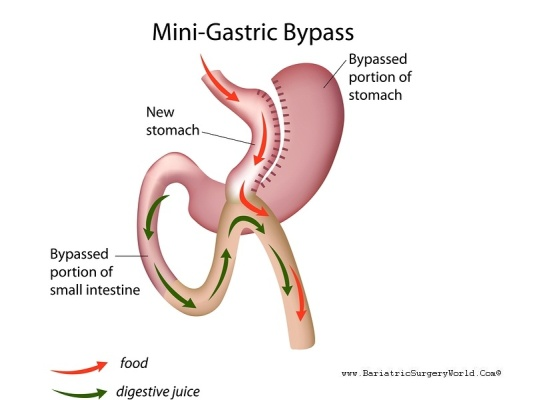 Mini-Gastric Bypass
Bypassed
portion of
stomach
New
stomach
Bypassed
portion of
small intestine
food
digestive juice
www.BariatricSurgeryWorld.Com©